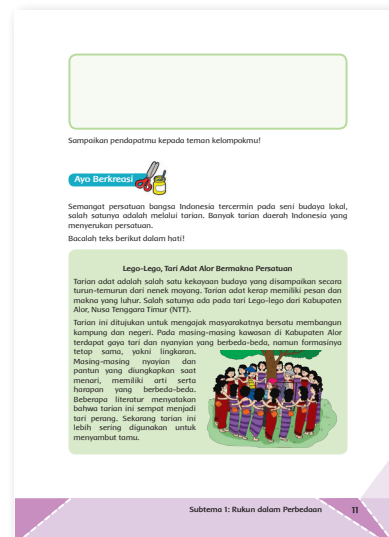 Sampaikan pendapatmu kepada teman kelompokmu!
Ayo Berkreasi
Semangat persatuan bangsa Indonesia tercermin pada seni budaya lokal,
salah satunya adalah melalui tarian. Banyak tarian daerah Indonesia yang
menyerukan persatuan.
Bacalah teks berikut dalam hati!
Lego-Lego, Tari Adat Alor Bermakna Persatuan
Tarian adat adalah salah satu kekayaan budaya yang disampaikan secara
turun-temurun dari nenek moyang. Tarian adat kerap memiliki pesan dan
makna yang luhur. Salah satunya ada pada tari Lego-lego dari Kabupaten
Alor, Nusa Tenggara Timur (NTT).
Tarian ini ditujukan untuk mengajak masyarakatnya bersatu membangun
kampung dan negeri. Pada masing-masing kawasan di Kabupaten Alor
terdapat gaya tari dan nyanyian yang berbeda-beda, namun formasinya
tetap sama, yakni lingkaran.
Masing-masing nyayian dan
pantun yang diungkapkan saat
menari, memiliki arti serta
harapan yang berbeda-beda.
Beberapa literatur menyatakan
bahwa tarian ini sempat menjadi
tari perang. Sekarang tarian ini
lebih sering digunakan untuk
menyambut tamu.
Subtema 1: Rukun dalam Perbedaan
11